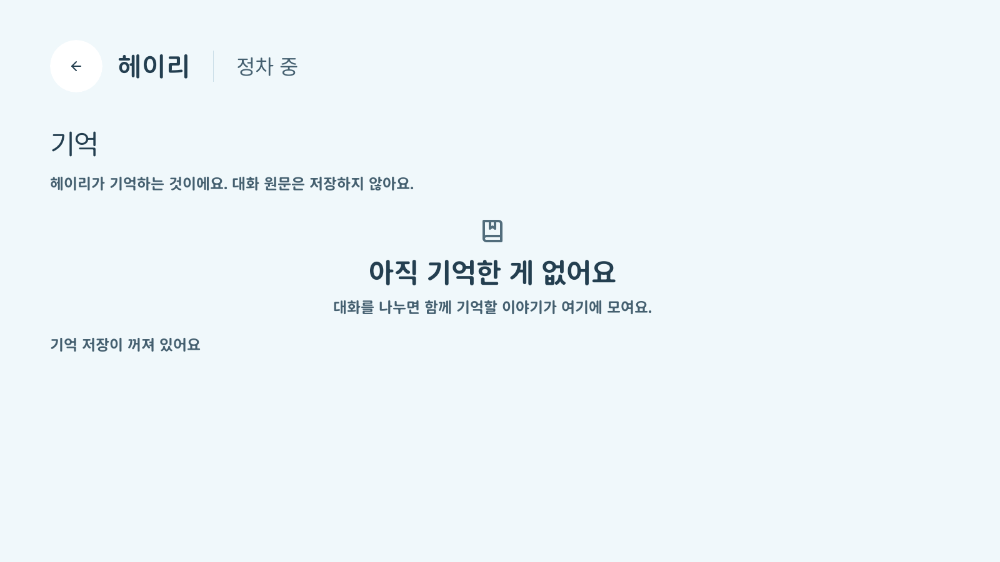 헤이리
정차 중
기억
헤이리가 기억하는 것이에요. 대화 원문은 저장하지 않아요.
아직 기억한 게 없어요
대화를 나누면 함께 기억할 이야기가 여기에 모여요.
기억 저장이 꺼져 있어요